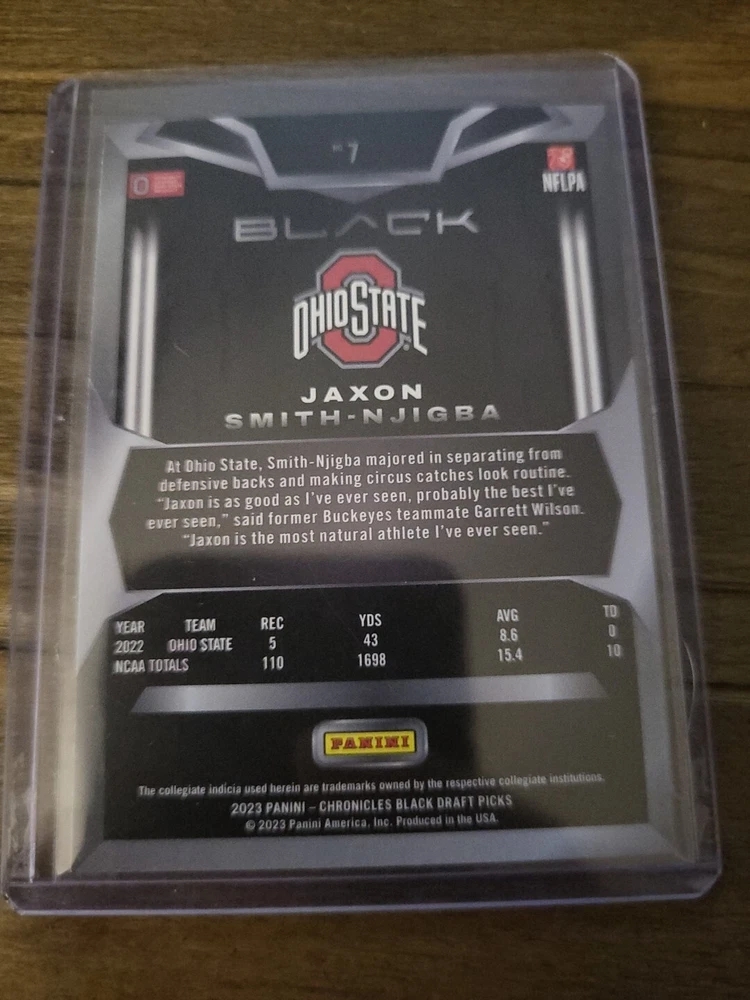 № 7
NFLPA
BLACK
OHIO STATE
JAXON
SMITH-NJIGBA
At Ohio State, Smith-Njigba majored in separating from
defensive backs and making circus catches look routine.
"Jaxon is as good as I've ever seen, probably the best I've
ever seen," said former Buckeyes teammate Garrett Wilson.
"Jaxon is the most natural athlete I've ever seen."
YEAR TEAM REC YDS AVG TD
2022 OHIO STATE 5 43 8.6 0
NCAA TOTALS 110 1698 15.4 10
PANINI
The collegiate indicia used herein are trademarks owned by the respective collegiate institutions.
2023 PANINI – CHRONICLES BLACK DRAFT PICKS
© 2023 Panini America, Inc. Produced in the USA.